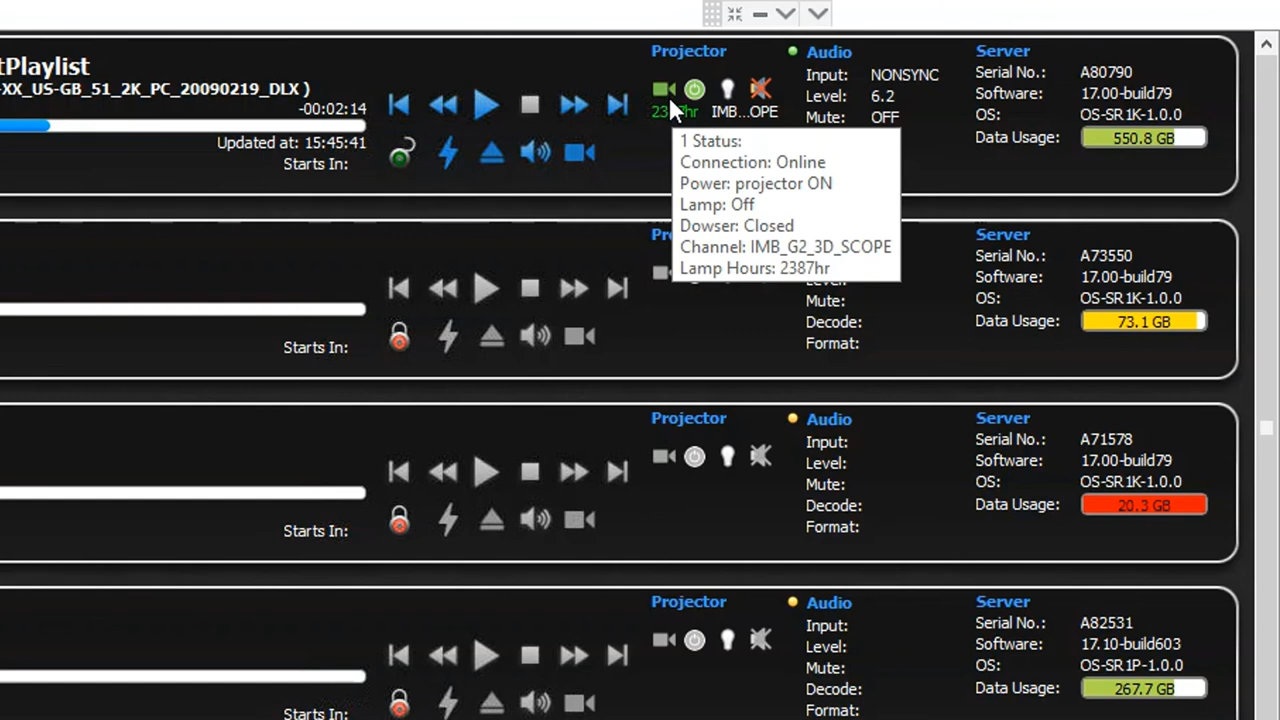 tPlaylist
-XX_US-GB_51_2K_PC_20090219_DLX )
-00:02:14
Updated at: 15:45:41
Starts In:
Projector
IMB...OPE
Audio
Input: NONSYNC
Level: 6.2
Mute: OFF
Server
Serial No.: A80790
Software: 17.00-build79
OS: OS-SR1K-1.0.0
Data Usage: 550.8 GB
1 Status:
Connection: Online
Power: projector ON
Lamp: Off
Dowser: Closed
Channel: IMB_G2_3D_SCOPE
Lamp Hours: 2387hr
Starts In:
Mute:
Decode:
Format:
Server
Serial No.: A73550
Software: 17.00-build79
OS: OS-SR1K-1.0.0
Data Usage: 73.1 GB
Starts In:
Projector
Audio
Input:
Level:
Mute:
Decode:
Format:
Server
Serial No.: A71578
Software: 17.00-build79
OS: OS-SR1K-1.0.0
Data Usage: 20.3 GB
Starts In:
Projector
Audio
Input:
Level:
Mute:
Decode:
Format:
Server
Serial No.: A82531
Software: 17.10-build603
OS: OS-SR1P-1.0.0
Data Usage: 267.7 GB